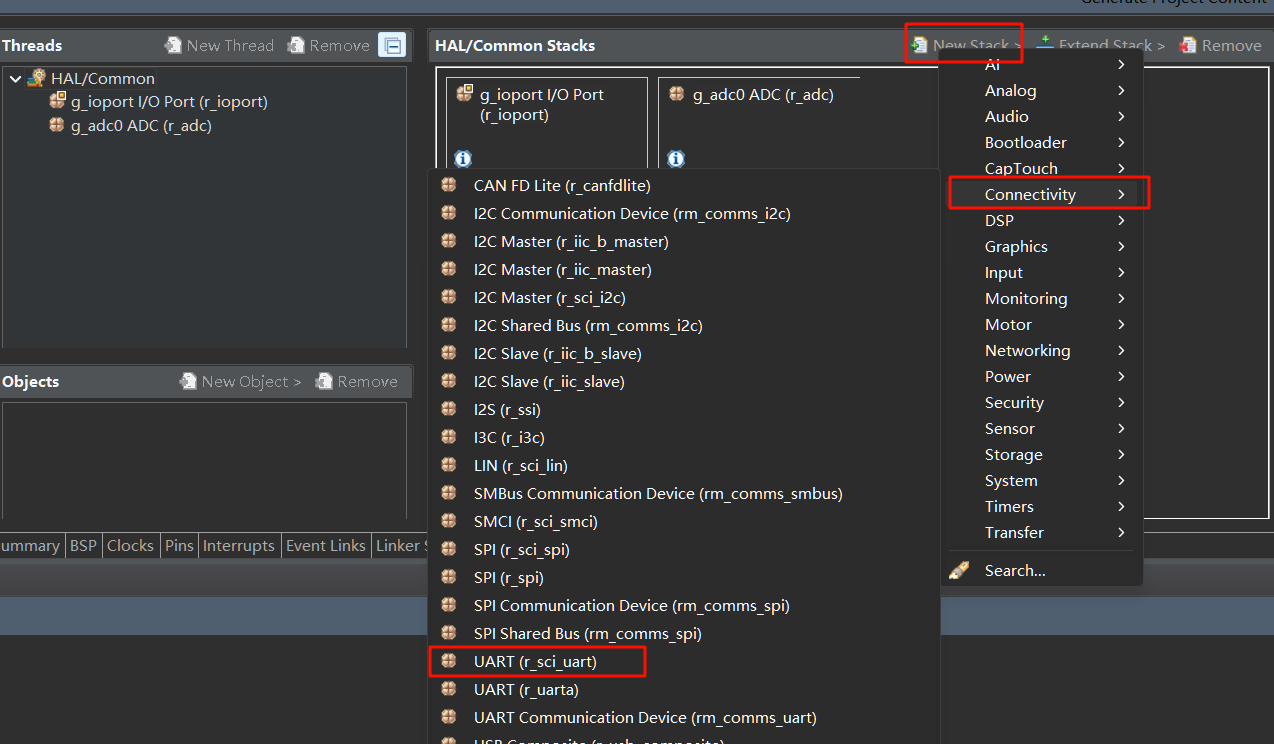 Generate Project Content
Threads
New Thread
Remove
HAL/Common
g_ioport I/O Port (r_ioport)
g_adc0 ADC (r_adc)
Objects
New Object >
Remove
HAL/Common Stacks
New Stack >
Extend Stack >
Remove
g_ioport I/O Port
(r_ioport)
g_adc0 ADC (r_adc)
AI
Analog
Audio
Bootloader
CapTouch
Connectivity
DSP
Graphics
Input
Monitoring
Motor
Networking
Power
Security
Sensor
Storage
System
Timers
Transfer
Search...
CAN FD Lite (r_canfdlite)
I2C Communication Device (rm_comms_i2c)
I2C Master (r_iic_b_master)
I2C Master (r_iic_master)
I2C Master (r_sci_i2c)
I2C Shared Bus (rm_comms_i2c)
I2C Slave (r_iic_b_slave)
I2C Slave (r_iic_slave)
I2S (r_ssi)
I3C (r_i3c)
LIN (r_sci_lin)
SMBus Communication Device (rm_comms_smbus)
SMCI (r_sci_smci)
SPI (r_sci_spi)
SPI (r_spi)
SPI Communication Device (rm_comms_spi)
SPI Shared Bus (rm_comms_spi)
UART (r_sci_uart)
UART (r_uarta)
UART Communication Device (rm_comms_uart)
USB Composite (r_usb_composite)
ummary BSP Clocks Pins Interrupts Event Links Linker S